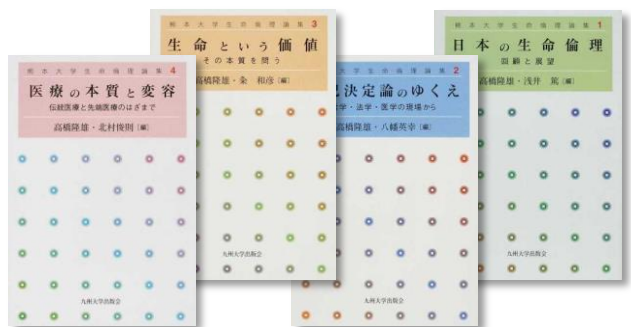 熊本大学生命倫理論集 4
医療の本質と変容
伝統医療と先端医療のはざまで
高橋隆雄・北村俊則［編］
九州大学出版会
熊本大学生命倫理論集 3
生命という価値
その本質を問う
高橋隆雄・粂 和彦［編］
九州大学出版会
熊本大学生命倫理論集 2
己決定論のゆくえ
学・法学・医学の現場から
高橋隆雄・八幡英幸［編］
九州大学出版会
熊本大学生命倫理論集 1
日本の生命倫理
回顧と展望
高橋隆雄・浅井 篤［編］
九州大学出版会